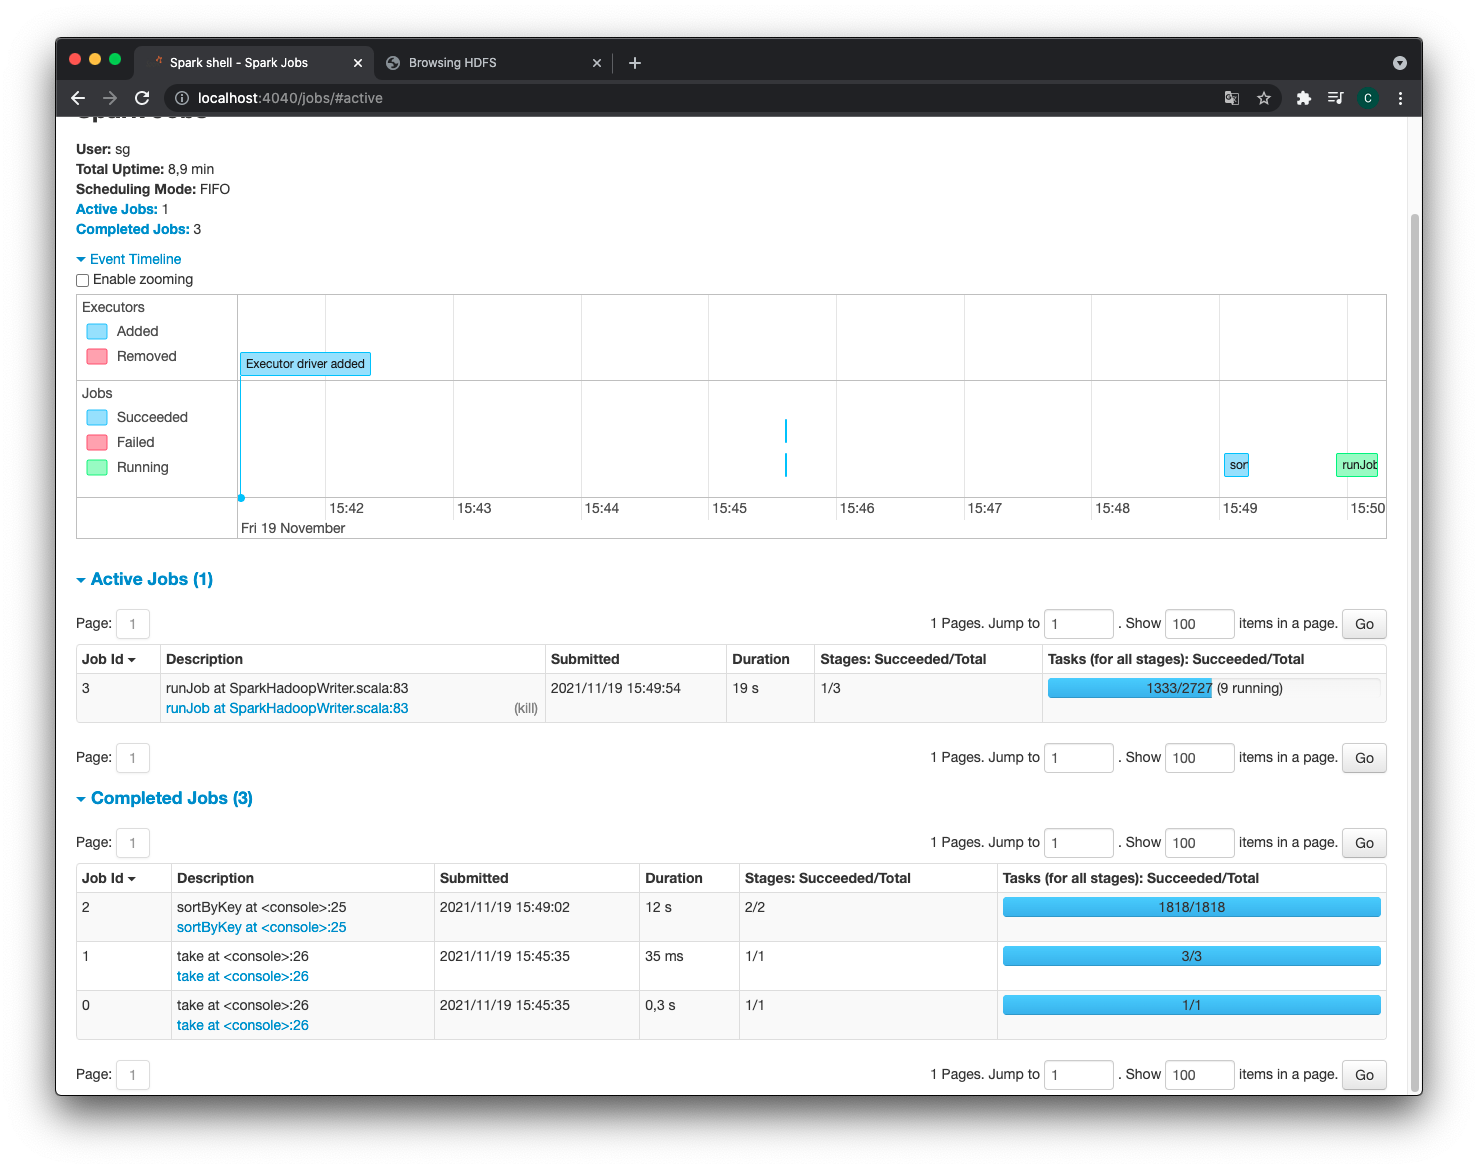 Spark shell - Spark Jobs
Browsing HDFS
localhost:4040/jobs/#active
C
Spark Jobs
User: sg
Total Uptime: 8,9 min
Scheduling Mode: FIFO
Active Jobs: 1
Completed Jobs: 3
Event Timeline
Enable zooming
Executors
Added
Removed
Executor driver added
Jobs
Succeeded
Failed
Running
sor
runJob
15:42 15:43 15:44 15:45 15:46 15:47 15:48 15:49 15:50
Fri 19 November
Active Jobs (1)
Page: 1 1 Pages. Jump to 1 . Show 100 items in a page. Go
Job Id Description Submitted Duration Stages: Succeeded/Total Tasks (for all stages): Succeeded/Total
3 runJob at SparkHadoopWriter.scala:83 2021/11/19 15:49:54 19 s 1/3 1333/2727 (9 running)
runJob at SparkHadoopWriter.scala:83 (kill)
Page: 1 1 Pages. Jump to 1 . Show 100 items in a page. Go
Completed Jobs (3)
Page: 1 1 Pages. Jump to 1 . Show 100 items in a page. Go
Job Id Description Submitted Duration Stages: Succeeded/Total Tasks (for all stages): Succeeded/Total
2 sortByKey at <console>:25 2021/11/19 15:49:02 12 s 2/2 1818/1818
sortByKey at <console>:25
1 take at <console>:26 2021/11/19 15:45:35 35 ms 1/1 3/3
take at <console>:26
0 take at <console>:26 2021/11/19 15:45:35 0,3 s 1/1 1/1
take at <console>:26
Page: 1 1 Pages. Jump to 1 . Show 100 items in a page. Go